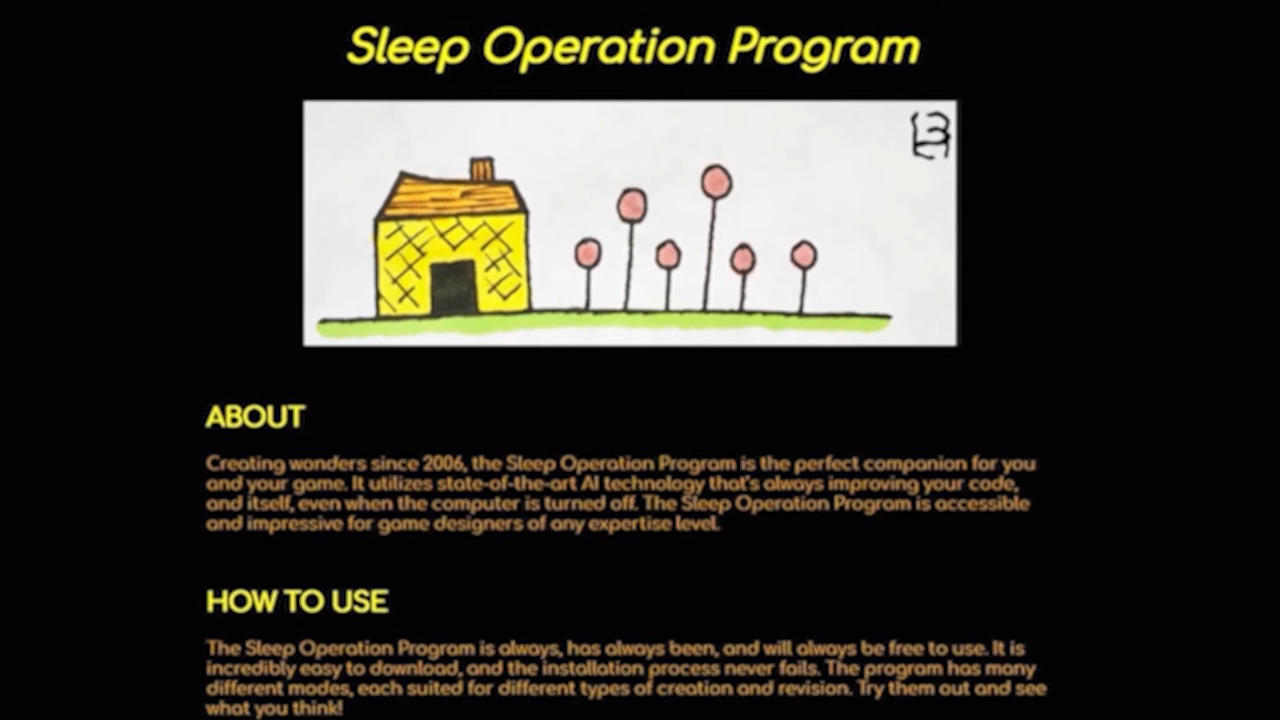 Sleep Operation Program
ABOUT
Creating wonders since 2006, the Sleep Operation Program is the perfect companion for you
and your game. It utilizes state-of-the-art AI technology that's always improving your code,
and itself, even when the computer is turned off. The Sleep Operation Program is accessible
and impressive for game designers of any expertise level.
HOW TO USE
The Sleep Operation Program is always, has always been, and will always be free to use. It is
incredibly easy to download, and the installation process never fails. The program has many
different modes, each suited for different types of creation and revision. Try them out and see
what you think!